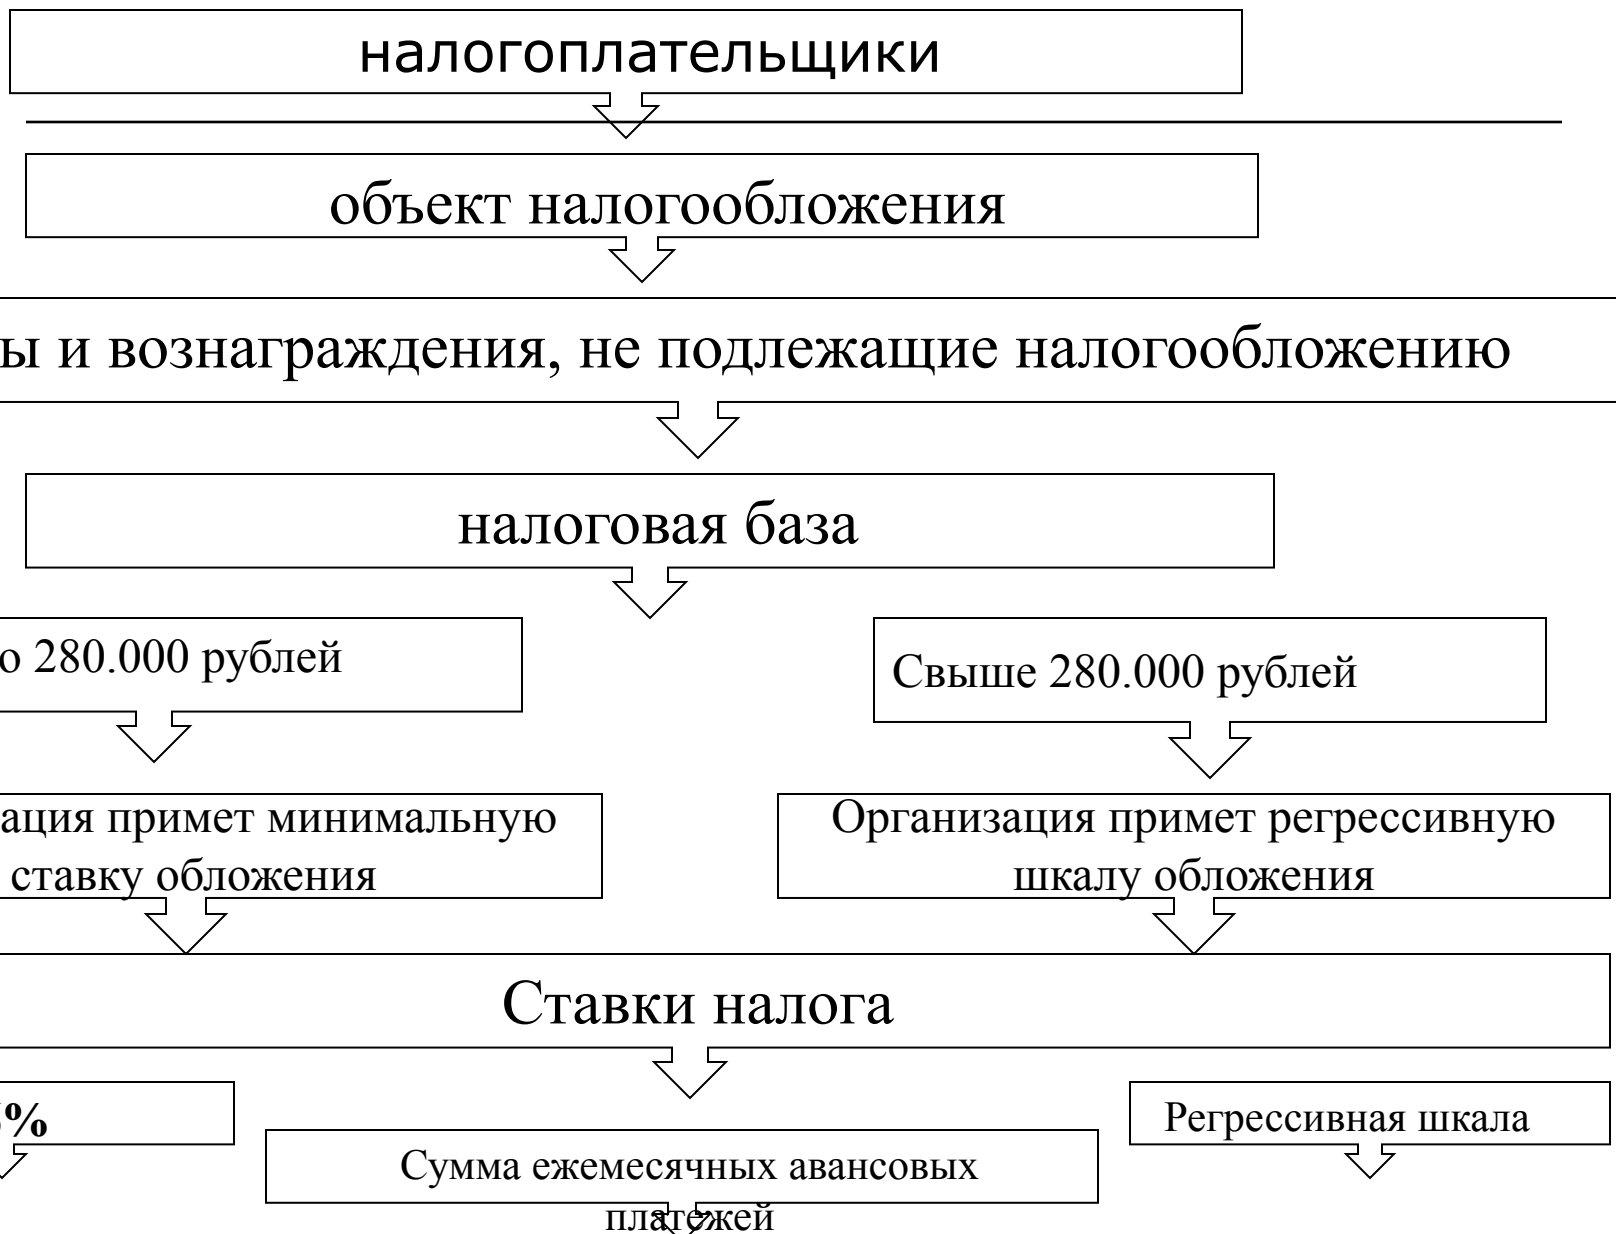 налогоплательщики
объект налогообложения
ы и вознаграждения, не подлежащие налогообложению
налоговая база
о 280.000 рублей
Свыше 280.000 рублей
ация примет минимальную
ставку обложения
Организация примет регрессивную
шкалу обложения
Ставки налога
%
Регрессивная шкала
Сумма ежемесячных авансовых
платежей